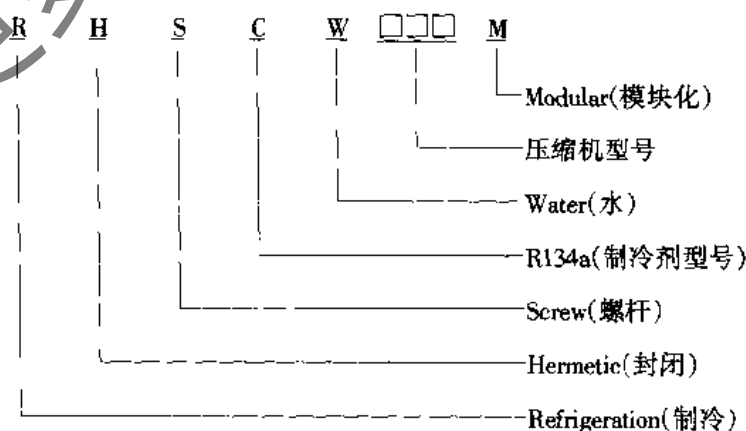 R H S C W □□□ M
Modular(模块化)
压缩机型号
Water(水)
R134a(制冷剂型号)
Screw(螺杆)
Hermetic(封闭)
Refrigeration(制冷)